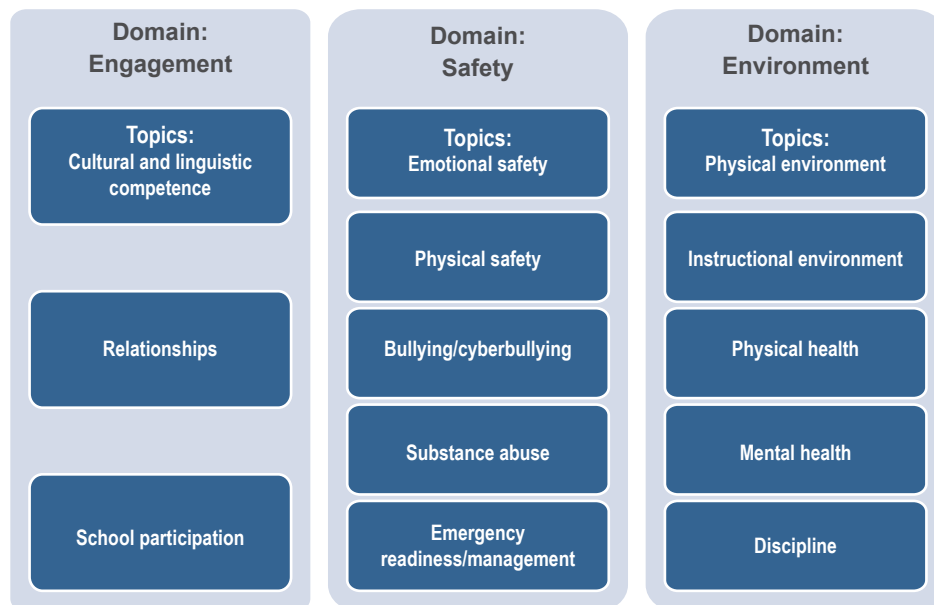 Domain:
Engagement
Topics:
Cultural and linguistic
competence
Relationships
School participation
Domain:
Safety
Topics:
Emotional safety
Physical safety
Bullying/cyberbullying
Substance abuse
Emergency
readiness/management
Domain:
Environment
Topics:
Physical environment
Instructional environment
Physical health
Mental health
Discipline